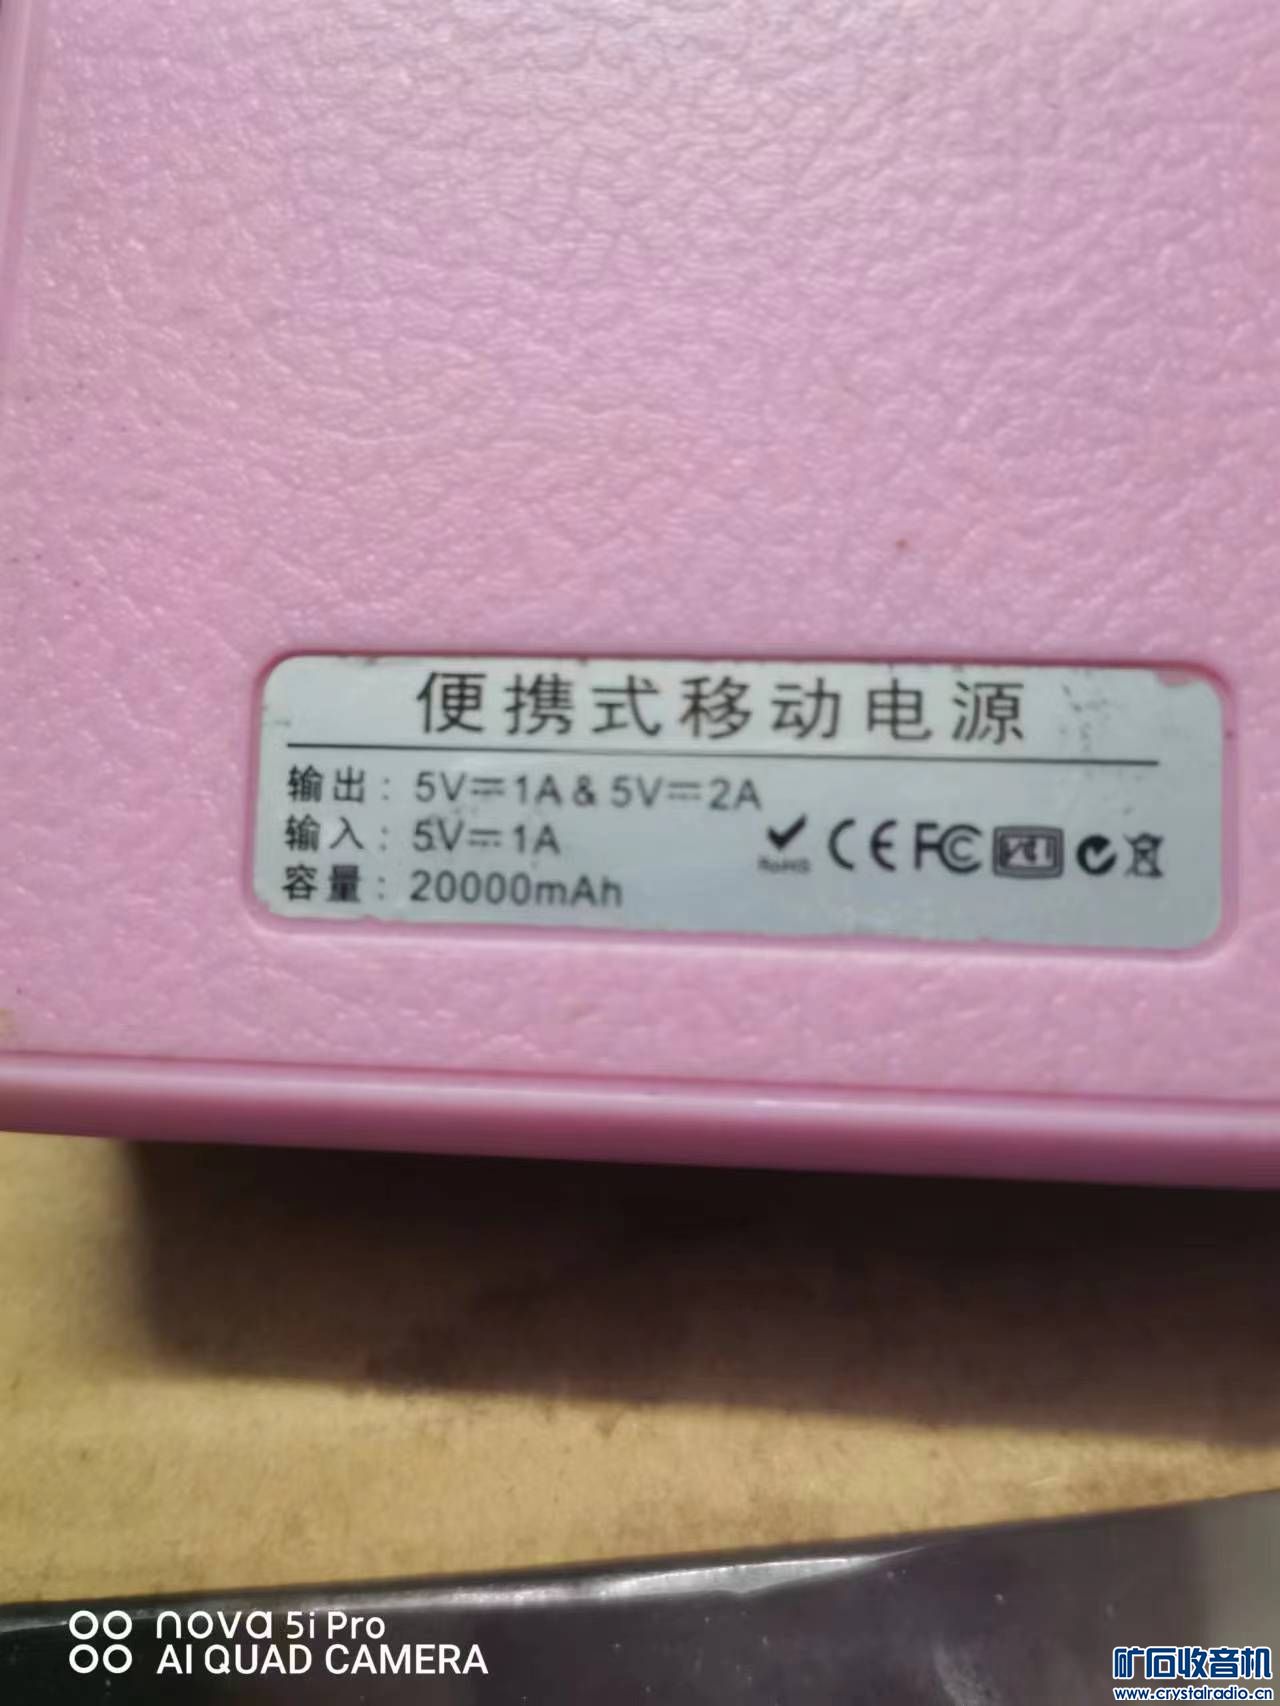 便携式移动电源
输出：5V⎓1A & 5V⎓2A
输入：5V⎓1A
容量：20000mAh
RoHS CE FC
nova 5i Pro
AI QUAD CAMERA
矿石收音机
www.crystalradio.cn